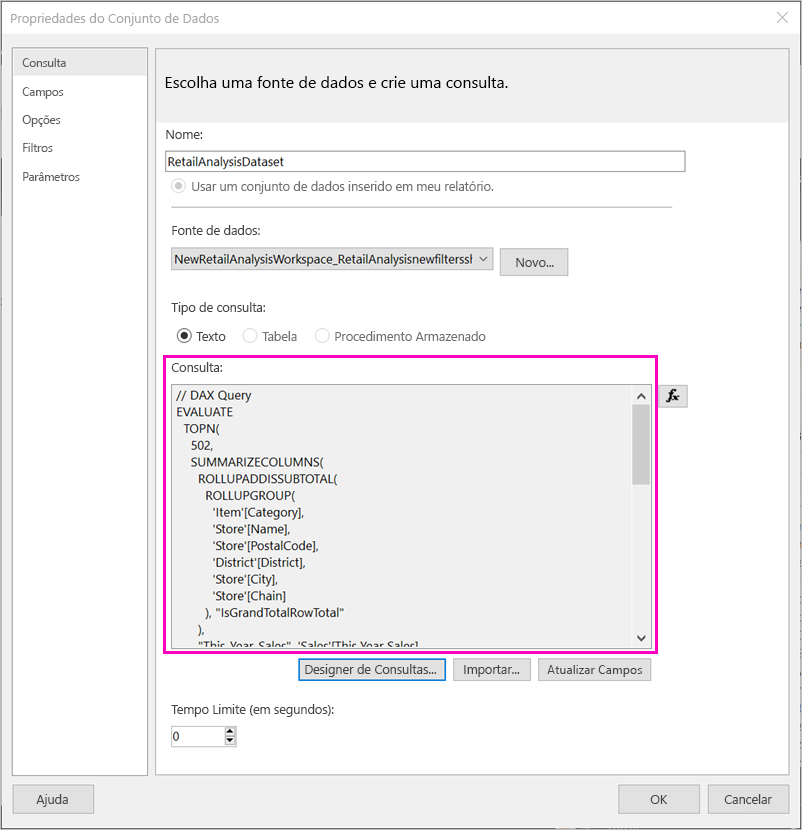 Propriedades do Conjunto de Dados
Consulta
Campos
Opções
Filtros
Parâmetros
Escolha uma fonte de dados e crie uma consulta.
Nome:
RetailAnalysisDataset
Usar um conjunto de dados inserido em meu relatório.
Fonte de dados:
NewRetailAnalysisWorkspace_RetailAnalysisnewfilterssh
Novo...
Tipo de consulta:
Texto
Tabela
Procedimento Armazenado
Consulta:
// DAX Query
EVALUATE
TOPN(
502,
SUMMARIZECOLUMNS(
ROLLUPADDISSUBTOTAL(
ROLLUPGROUP(
'Item'[Category],
'Store'[Name],
'Store'[PostalCode],
'District'[District],
'Store'[City],
'Store'[Chain]
), "IsGrandTotalRowTotal"
),
"This_Year_Sales", 'Sales'[This Year Sales]
fx
Designer de Consultas...
Importar...
Atualizar Campos
Tempo Limite (em segundos):
0
Ajuda
OK
Cancelar